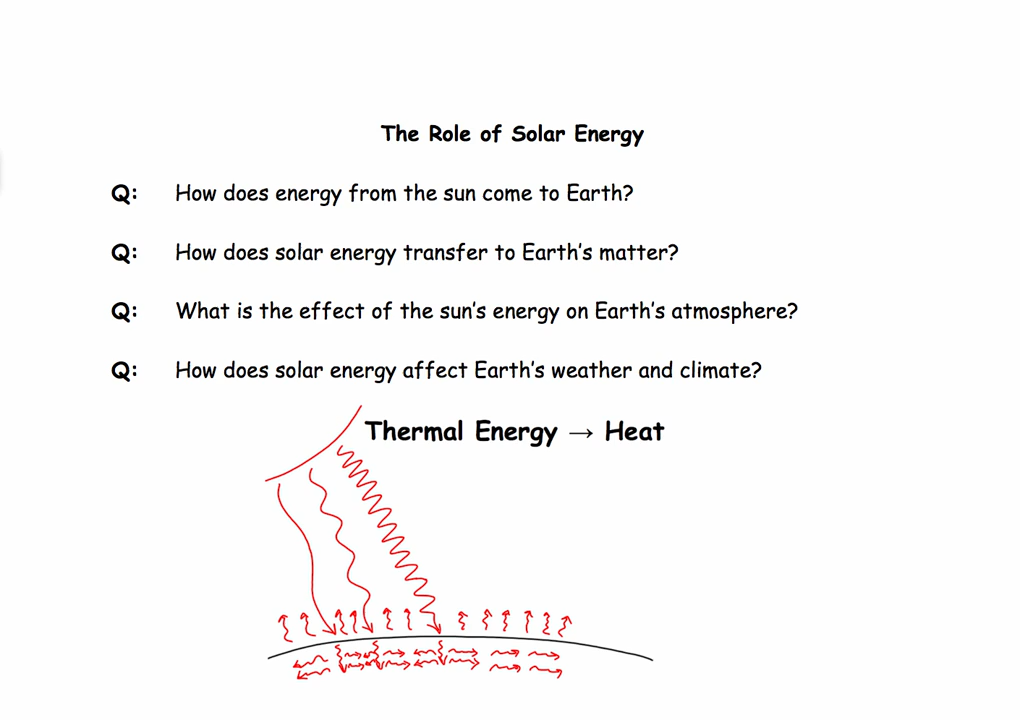 The Role of Solar Energy
Q: How does energy from the sun come to Earth?
Q: How does solar energy transfer to Earth's matter?
Q: What is the effect of the sun's energy on Earth's atmosphere?
Q: How does solar energy affect Earth's weather and climate?
Thermal Energy → Heat